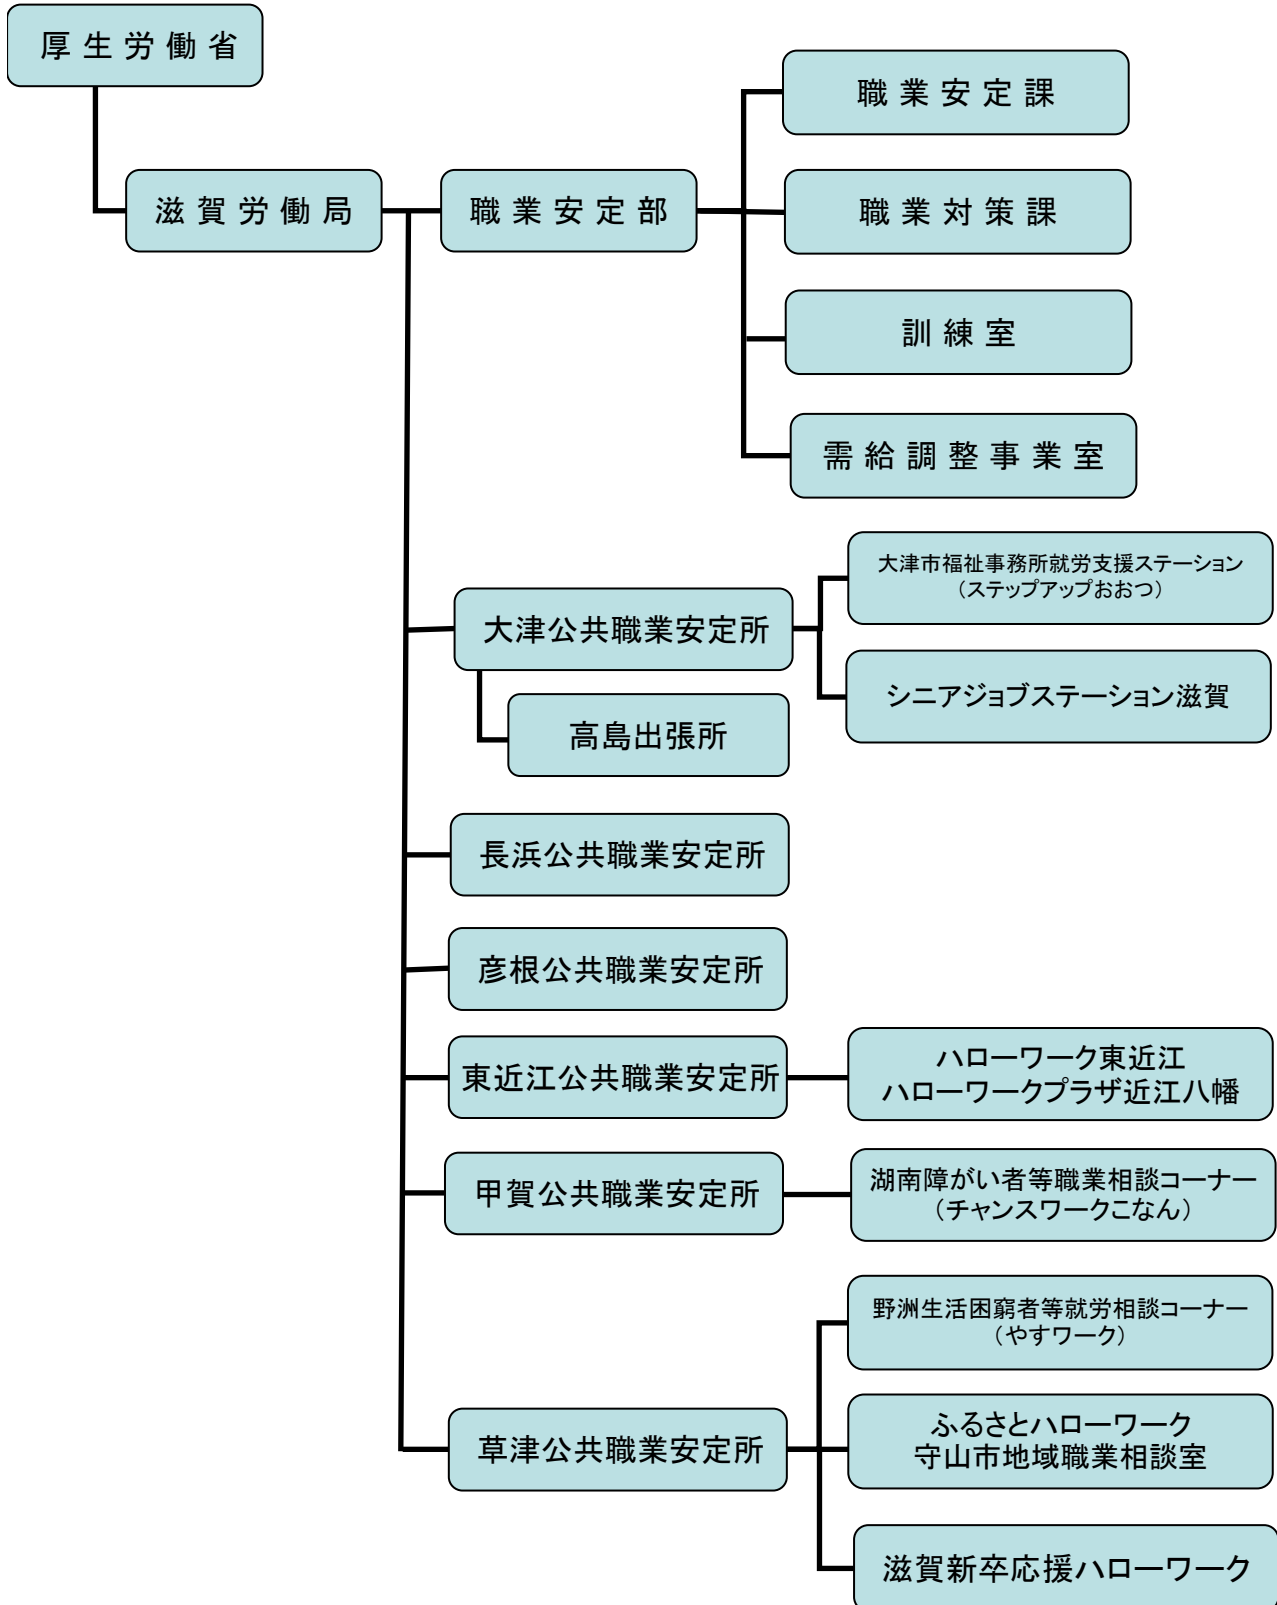 厚生労働省
滋賀労働局
職業安定部
職業安定課
職業対策課
訓練室
需給調整事業室
大津公共職業安定所
大津市福祉事務所就労支援ステーション
（ステップアップおおつ）
シニアジョブステーション滋賀
高島出張所
長浜公共職業安定所
彦根公共職業安定所
東近江公共職業安定所
ハローワーク東近江
ハローワークプラザ近江八幡
甲賀公共職業安定所
湖南障がい者等職業相談コーナー
（チャンスワークこなん）
草津公共職業安定所
野洲生活困窮者等就労相談コーナー
（やすワーク）
ふるさとハローワーク
守山市地域職業相談室
滋賀新卒応援ハローワーク